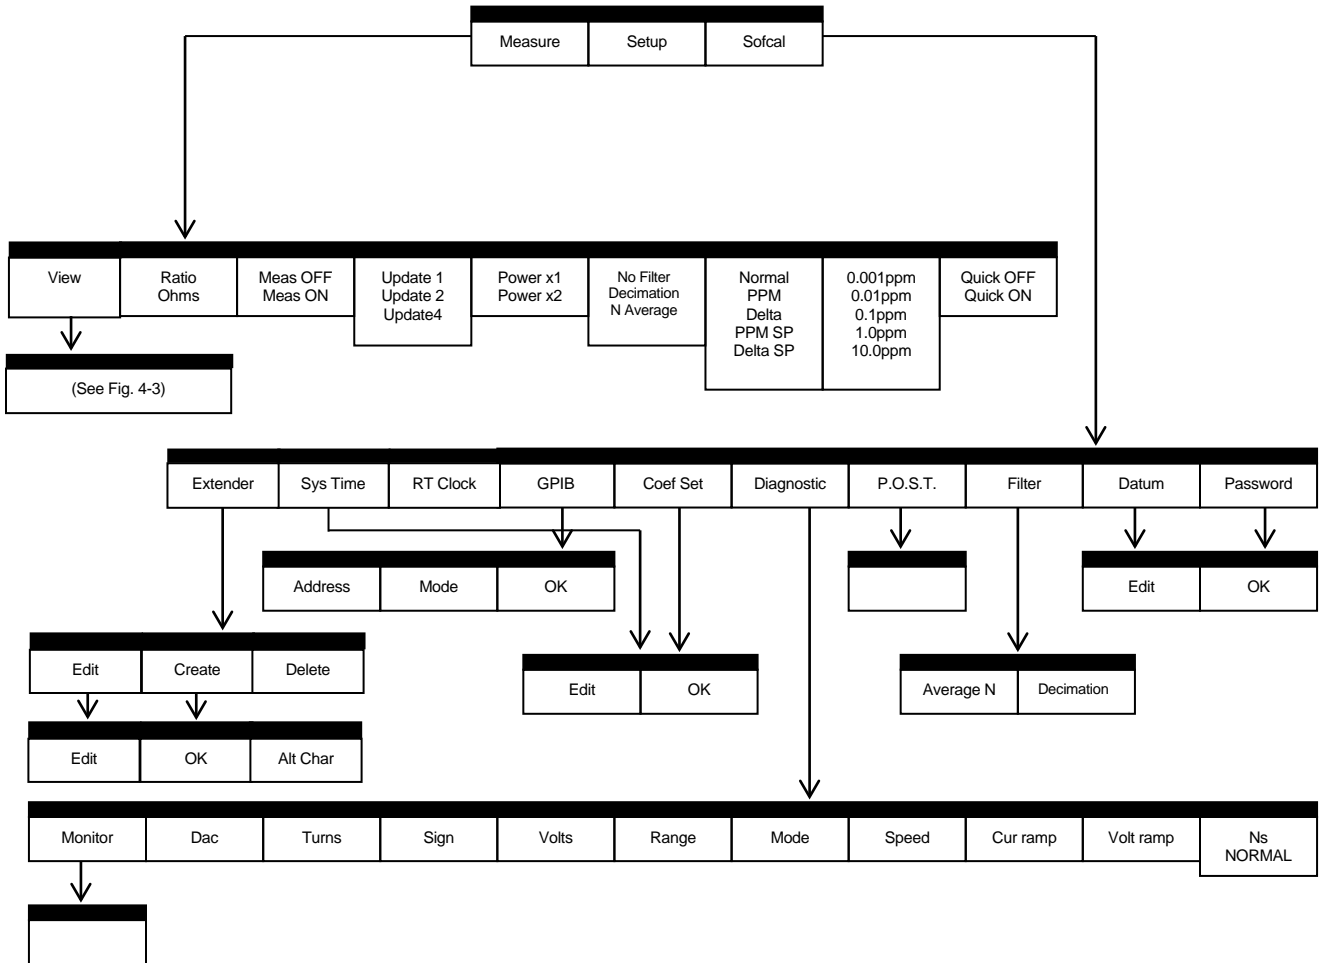 Measure
Setup
Sofcal
View
Ratio
Ohms
Meas OFF
Meas ON
Update 1
Update 2
Update4
Power x1
Power x2
No Filter
Decimation
N Average
Normal
PPM
Delta
PPM SP
Delta SP
0.001ppm
0.01ppm
0.1ppm
1.0ppm
10.0ppm
Quick OFF
Quick ON
(See Fig. 4-3)
Extender
Sys Time
RT Clock
GPIB
Coef Set
Diagnostic
P.O.S.T.
Filter
Datum
Password
Address
Mode
OK
Edit
OK
Edit
Create
Delete
Edit
OK
Average N
Decimation
Edit
OK
Alt Char
Monitor
Dac
Turns
Sign
Volts
Range
Mode
Speed
Cur ramp
Volt ramp
Ns
NORMAL